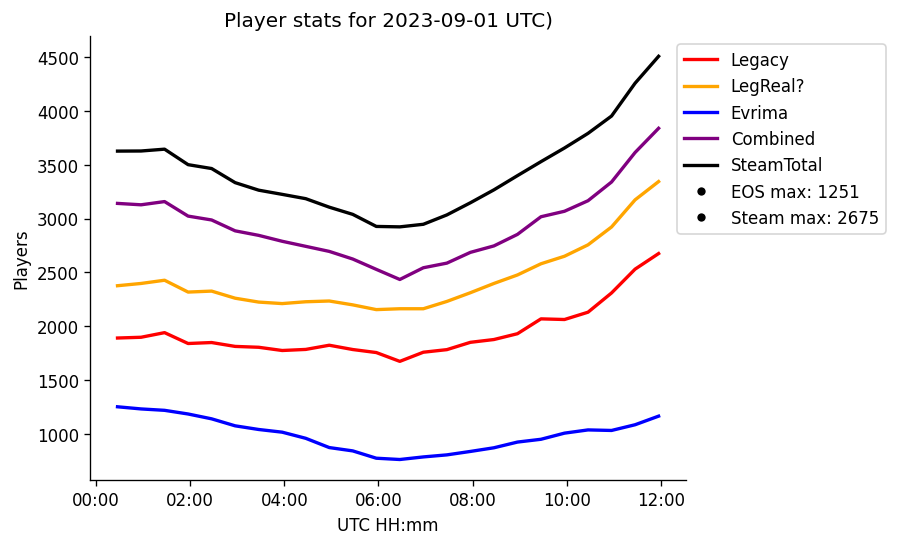 Player stats for 2023-09-01 UTC)
4500
4000
3500
3000
2500
2000
1500
1000
Players
00:00
02:00
04:00
06:00
08:00
10:00
12:00
UTC HH:mm
Legacy
LegReal?
Evrima
Combined
SteamTotal
EOS max: 1251
Steam max: 2675